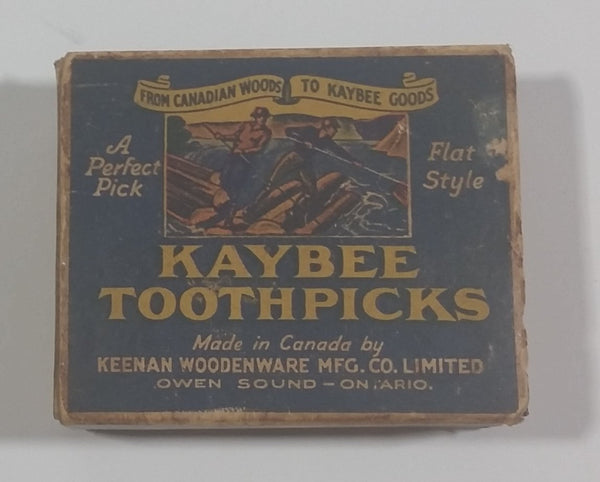 FROM CANADIAN WOODS TO KAYBEE GOODS
A
Perfect
Pick
Flat
Style
KAYBEE
TOOTHPICKS
Made in Canada by
KEENAN WOODENWARE MFG. CO. LIMITED
OWEN SOUND - ONTARIO.